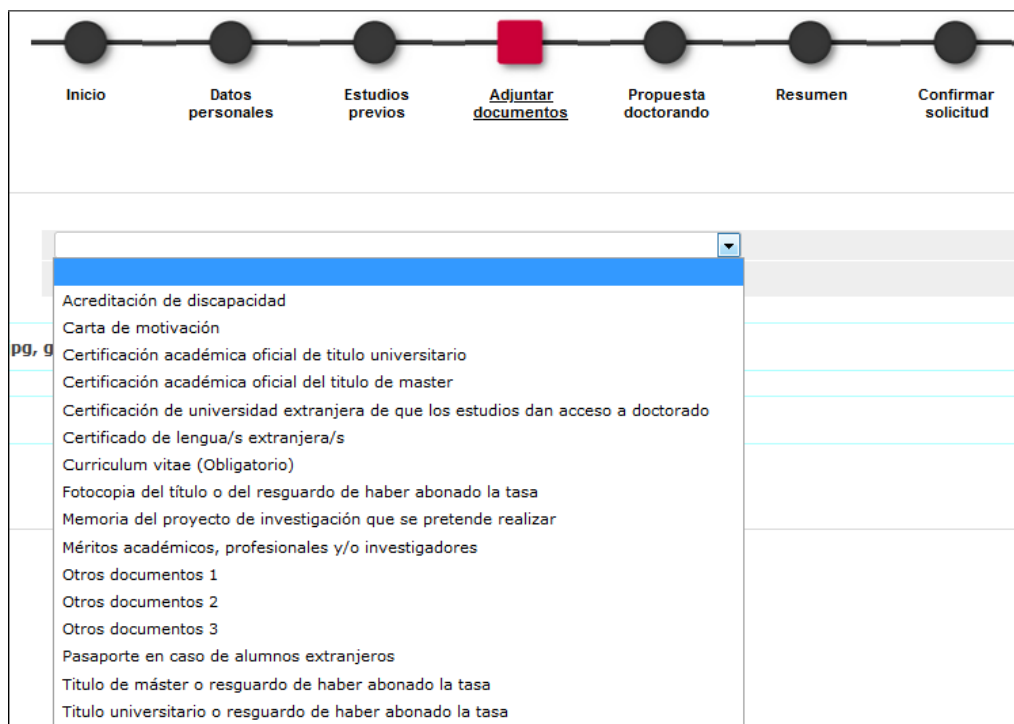 Inicio
Datos personales
Estudios previos
Adjuntar documentos
Propuesta doctorando
Resumen
Confirmar solicitud
Acreditación de discapacidad
Carta de motivación
pg, g
Certificación académica oficial de titulo universitario
Certificación académica oficial del titulo de master
Certificación de universidad extranjera de que los estudios dan acceso a doctorado
Certificado de lengua/s extranjera/s
Curriculum vitae (Obligatorio)
Fotocopia del título o del resguardo de haber abonado la tasa
Memoria del proyecto de investigación que se pretende realizar
Méritos académicos, profesionales y/o investigadores
Otros documentos 1
Otros documentos 2
Otros documentos 3
Pasaporte en caso de alumnos extranjeros
Titulo de máster o resguardo de haber abonado la tasa
Titulo universitario o resguardo de haber abonado la tasa